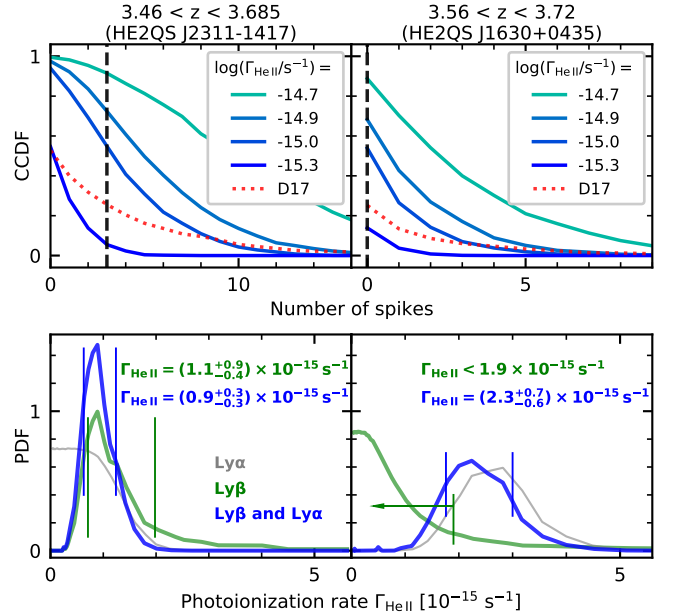 3.46 < z < 3.685
(HE2QS J2311-1417)
3.56 < z < 3.72
(HE2QS J1630+0435)
CCDF
1
0
log(Γ_HeII/s⁻¹) =
-14.7
-14.9
-15.0
-15.3
D17
log(Γ_HeII/s⁻¹) =
-14.7
-14.9
-15.0
-15.3
D17
0
10
0
5
Number of spikes
PDF
1
0
Γ_HeII = (1.1^{+0.9}_{-0.4}) × 10⁻¹⁵ s⁻¹
Γ_HeII = (0.9^{+0.3}_{-0.3}) × 10⁻¹⁵ s⁻¹
Lyα
Lyβ
Lyβ and Lyα
Γ_HeII < 1.9 × 10⁻¹⁵ s⁻¹
Γ_HeII = (2.3^{+0.7}_{-0.6}) × 10⁻¹⁵ s⁻¹
0
5
0
5
Photoionization rate Γ_HeII [10⁻¹⁵ s⁻¹]